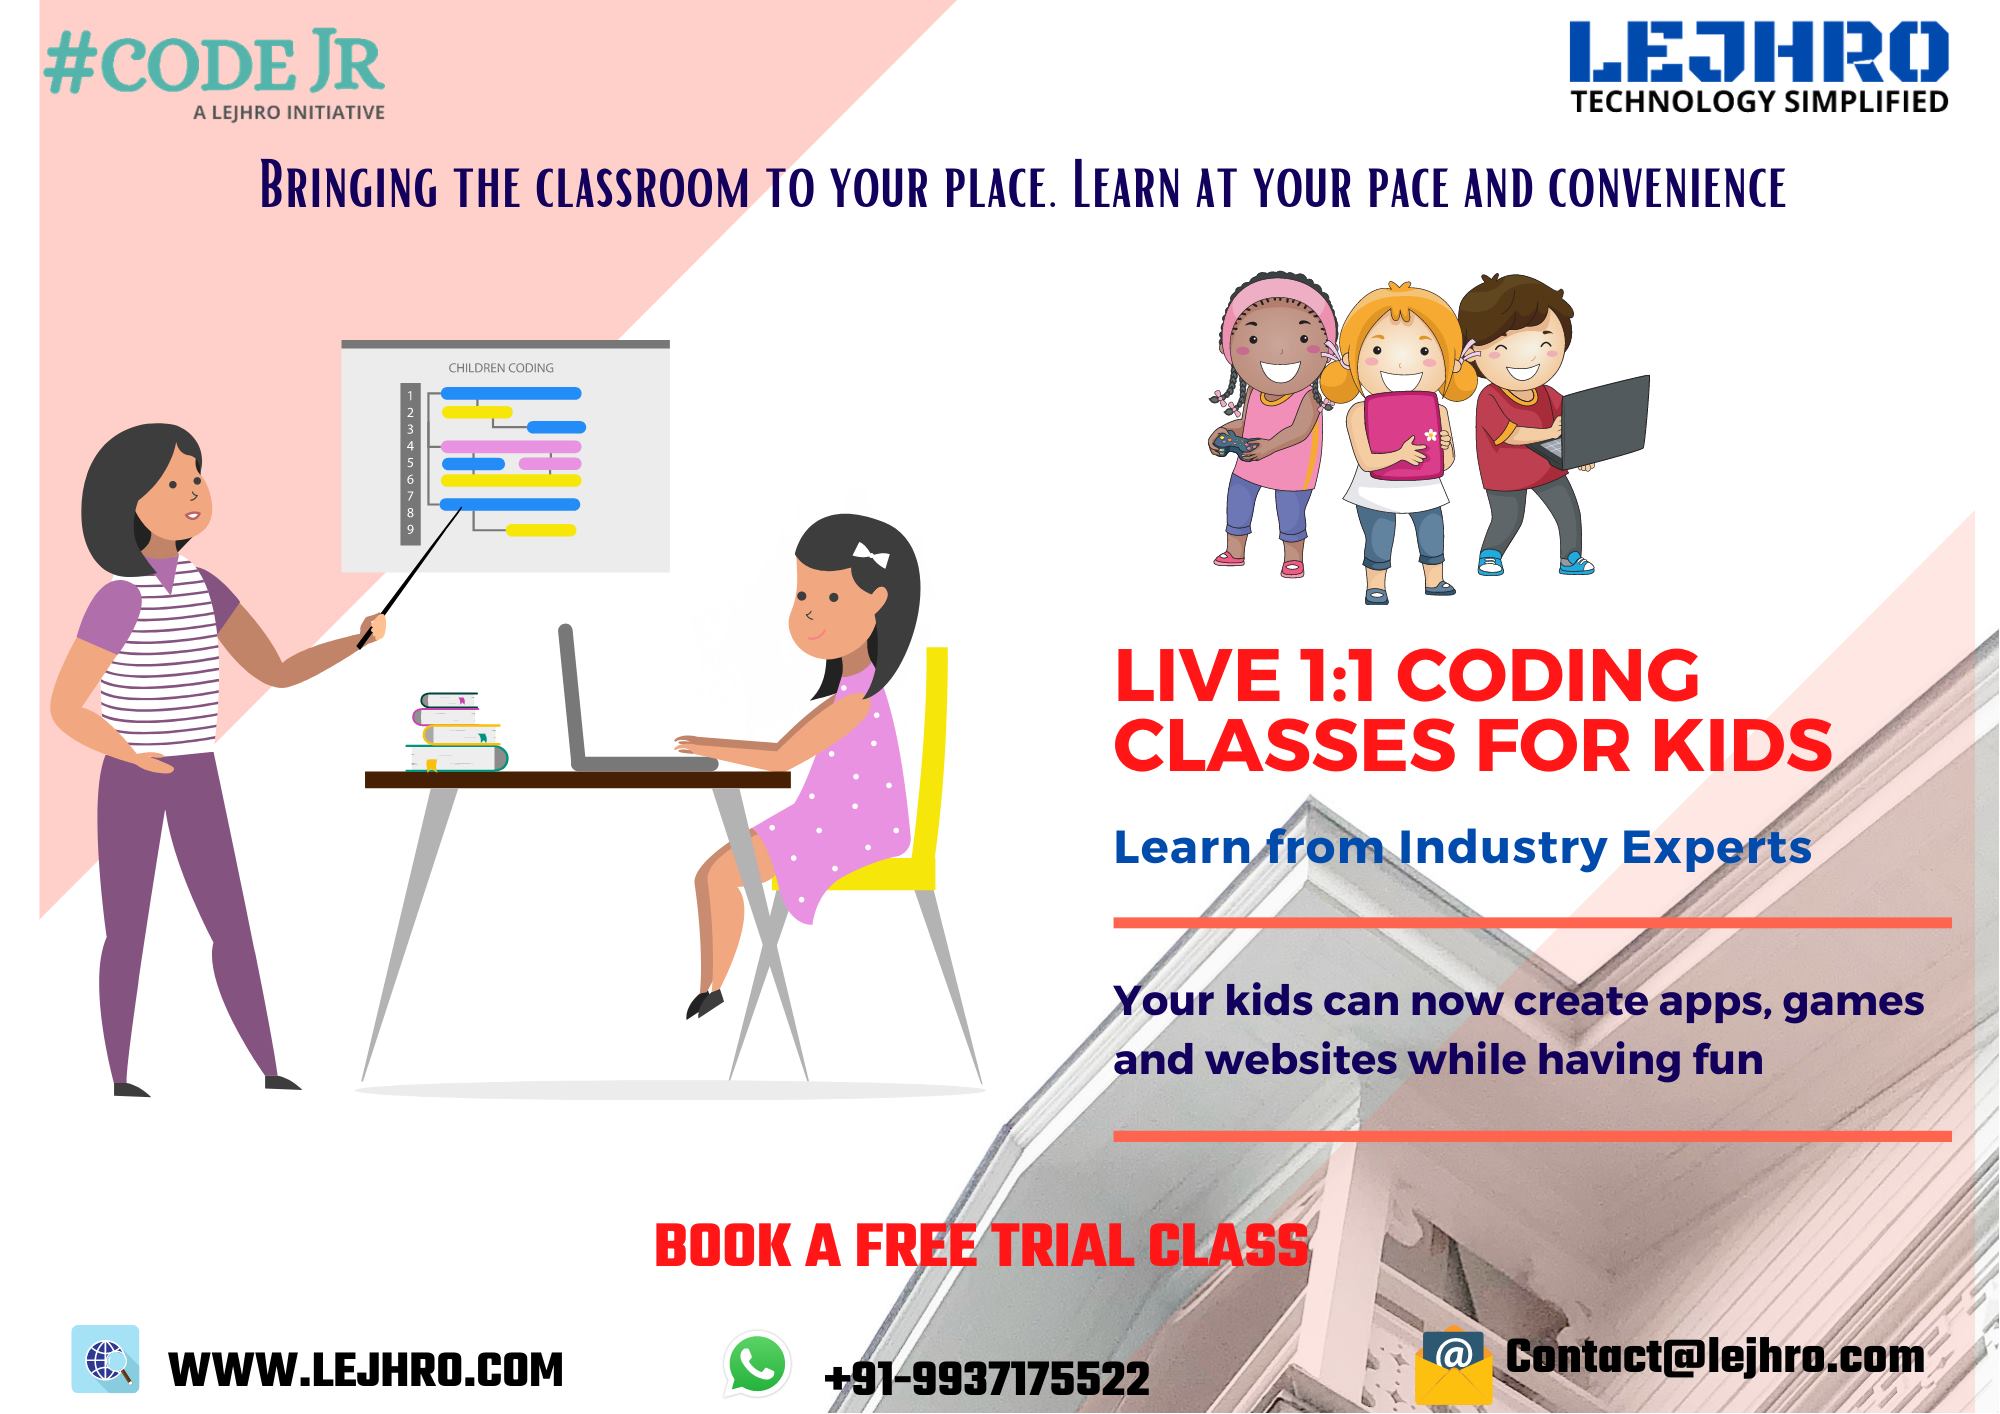 #CODE JR
A LEJHRO INITIATIVE
LEJHRO
TECHNOLOGY SIMPLIFIED
BRINGING THE CLASSROOM TO YOUR PLACE. LEARN AT YOUR PACE AND CONVENIENCE
CHILDREN CODING
1
2
3
4
5
6
7
8
9
LIVE 1:1 CODING
CLASSES FOR KIDS
Learn from Industry Experts
Your kids can now create apps, games
and websites while having fun
BOOK A FREE TRIAL CLASS
WWW.LEJHRO.COM
+91-9937175522
@
Contact@lejhro.com